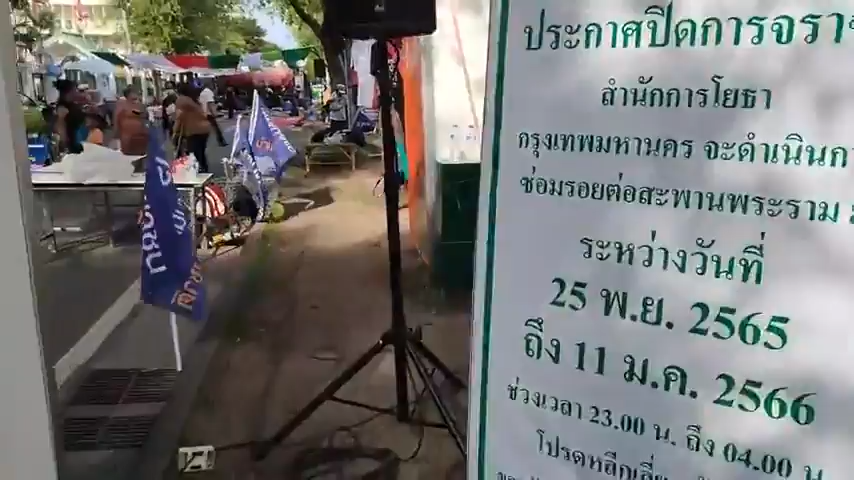 ประกาศปิดการจรา
สำนักการโยธา
กรุงเทพมหานคร จะดำเนินกา
ซ่อมรอยต่อสะพานพระราม
ระหว่างวันที่
25 พ.ย. 2565
ถึง 11 ม.ค. 2566
ช่วงเวลา 23.00 น. ถึง 04.00 น.
โปรดหลีกเลี่ย